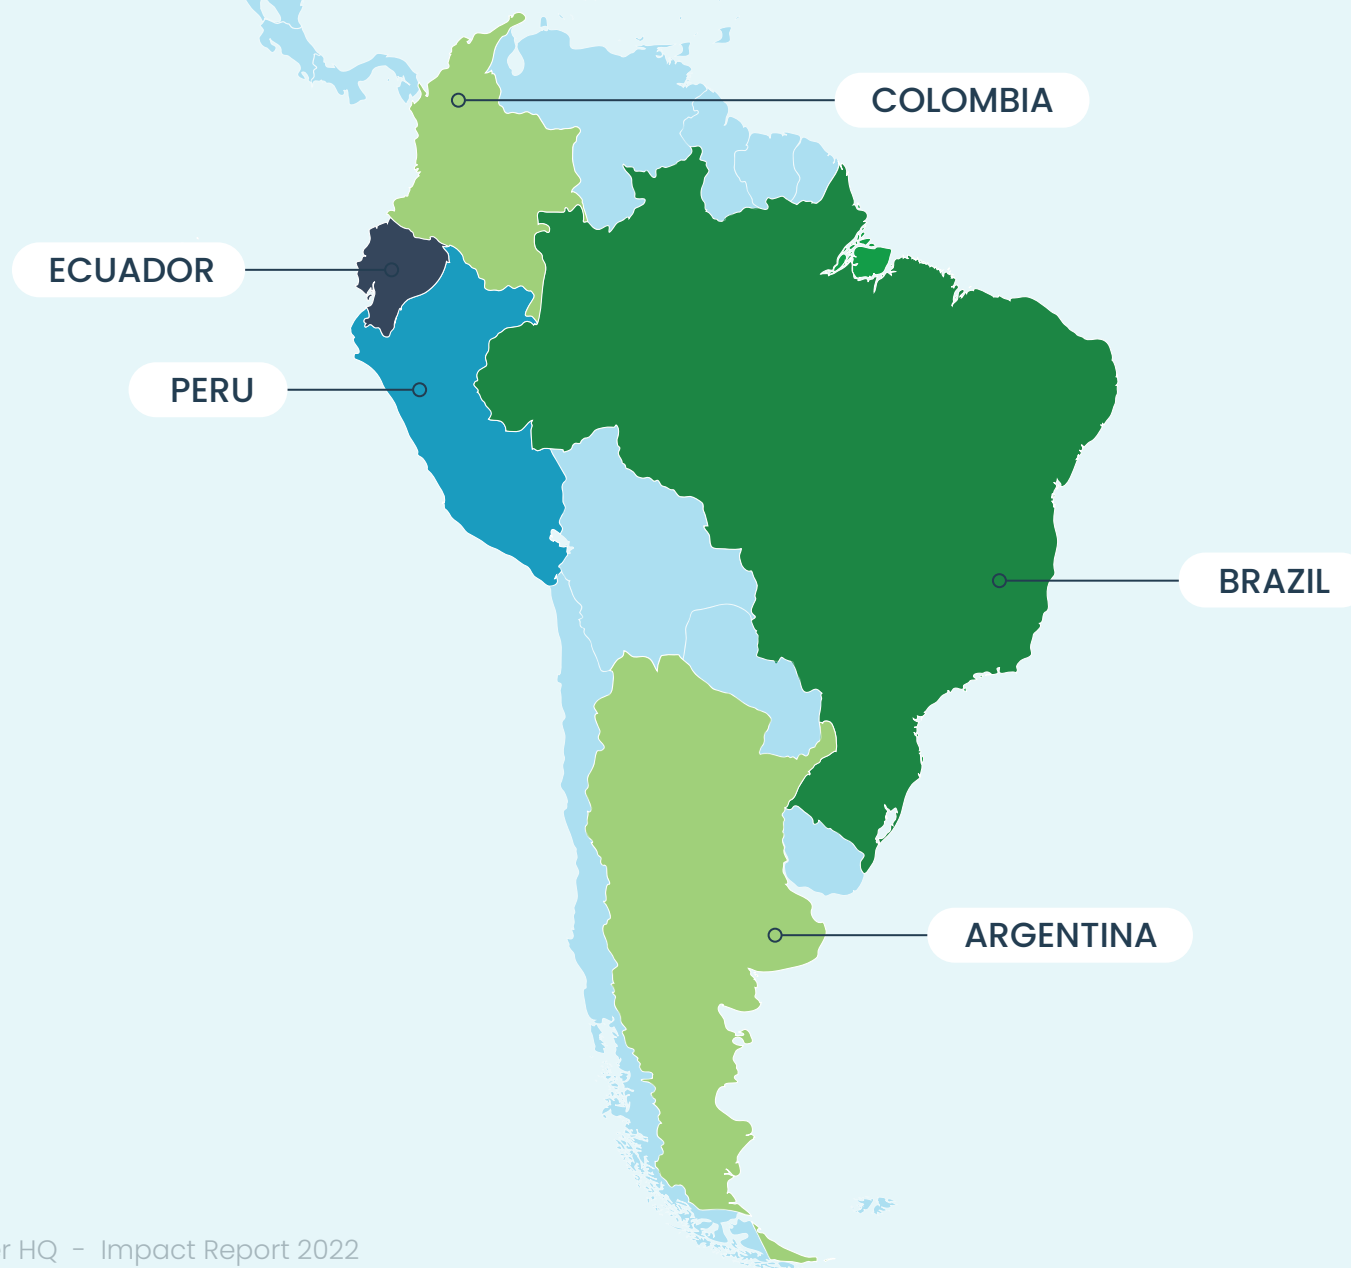 COLOMBIA
ECUADOR
PERU
BRAZIL
ARGENTINA
HQ - Impact Report 2022